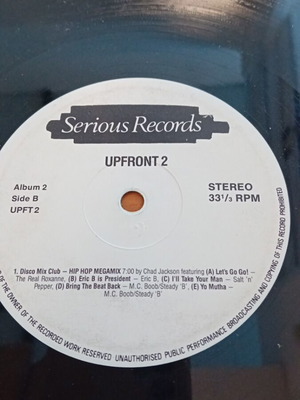 Serious Records
UPFRONT 2
Album 2
Side B
UPFT 2
STEREO
33¹/₃ RPM
1. Disco Mix Club — HIP HOP MEGAMIX 7:00 by Chad Jackson featuring (A) Let's Go Go! —
The Real Roxanne, (B) Eric B is President — Eric B, (C) I'll Take Your Man — Salt 'n'
Pepper, (D) Bring The Beat Back — M.C. Boob/Steady 'B', (E) Yo Mutha —
M.C. Boob/Steady 'B'
OF THE OWNER OF THE RECORDED WORK RESERVED UNAUTHORISED PUBLIC PERFORMANCE BROADCASTING AND COPYING OF THIS RECORD PROHIBITED